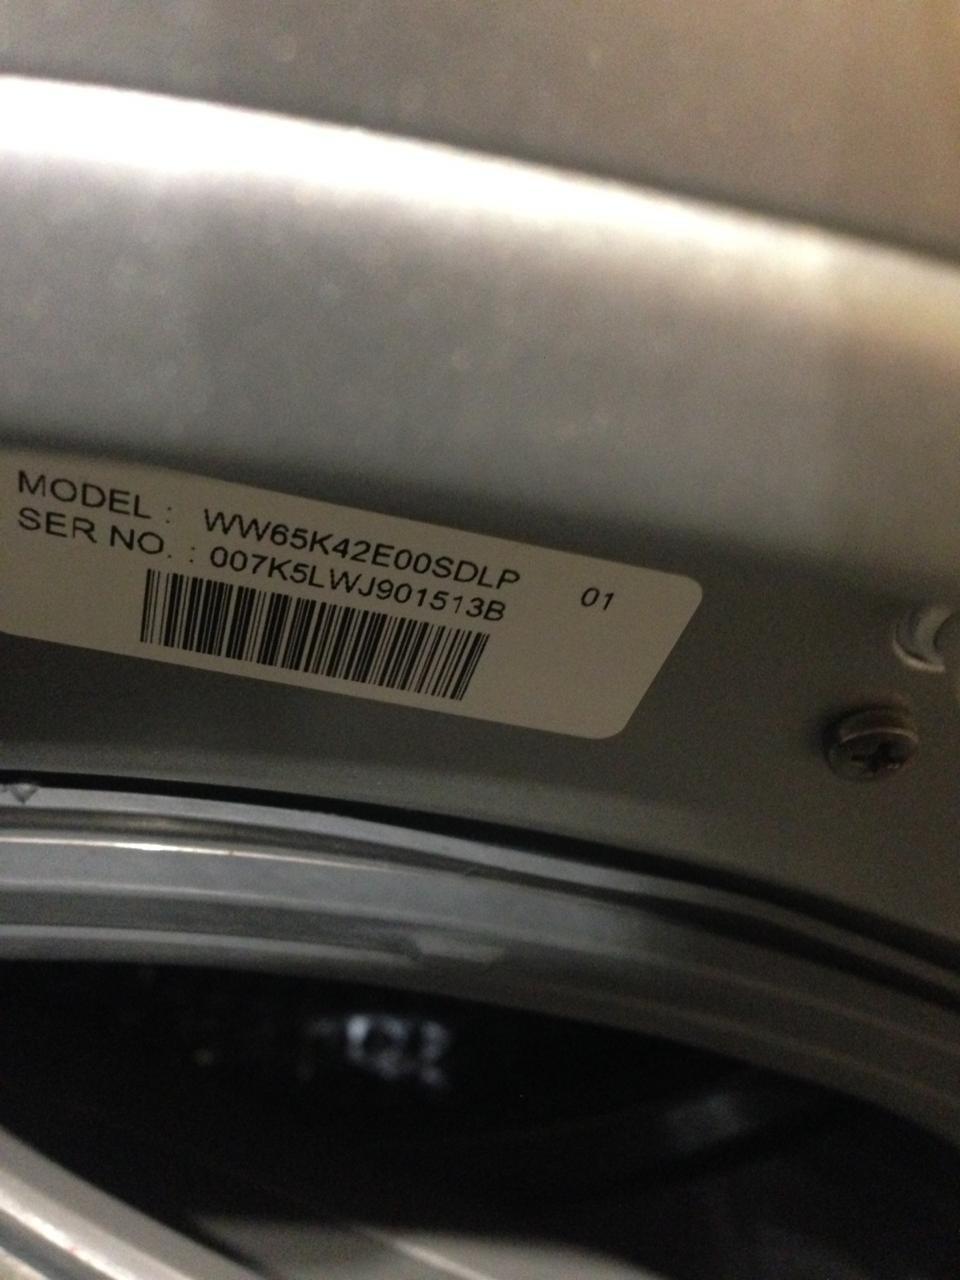 MODEL : WW65K42E00SDLP 01
SER NO. : 007K5LWJ901513B